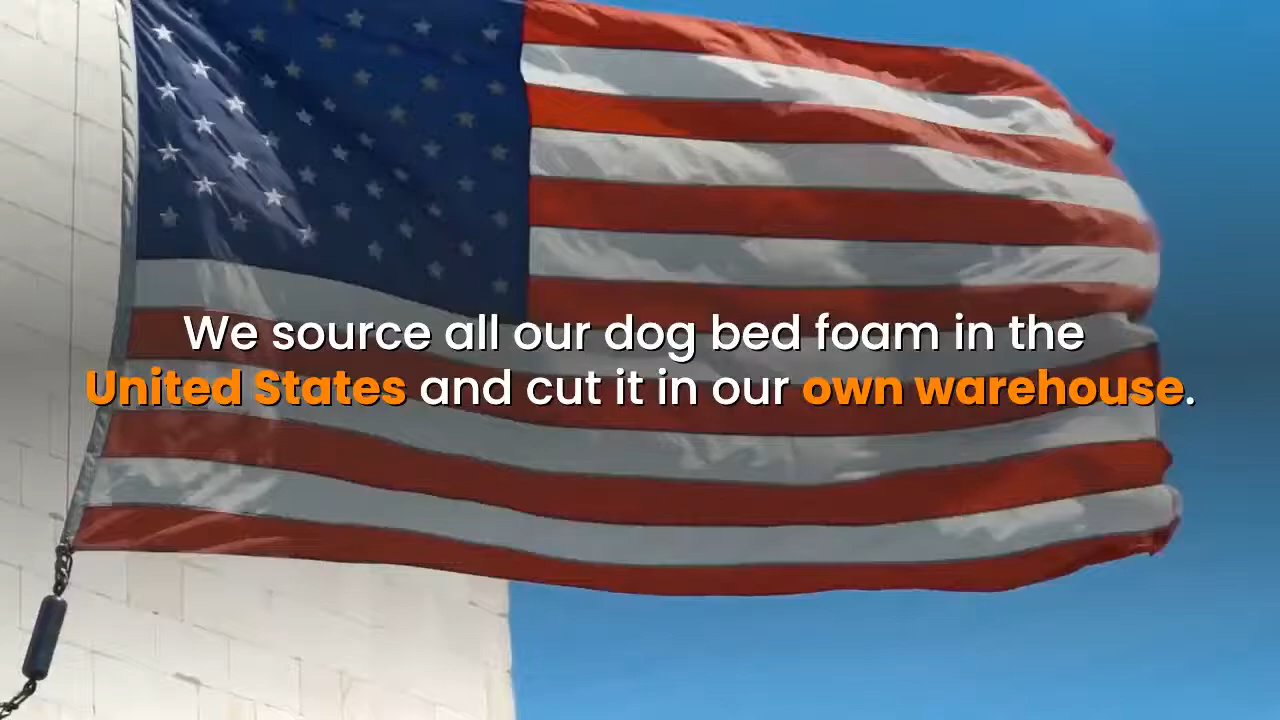 We source all our dog bed foam in the
United States and cut it in our own warehouse.